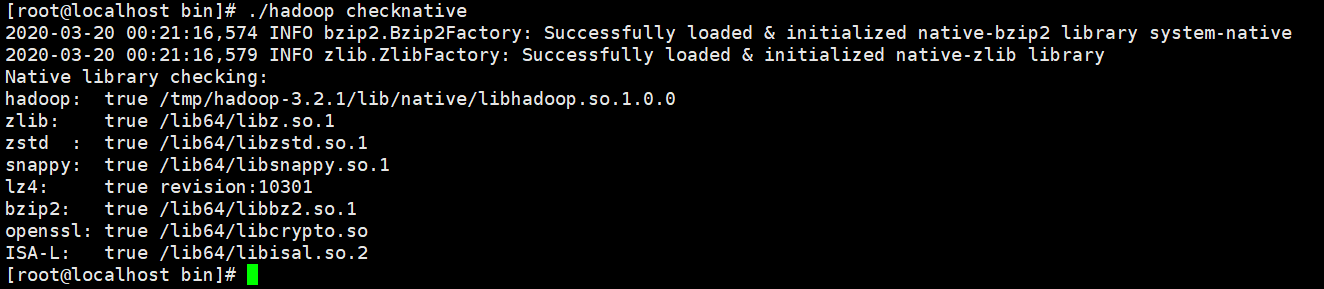 [root@localhost bin]# ./hadoop checknative
2020-03-20 00:21:16,574 INFO bzip2.Bzip2Factory: Successfully loaded & initialized native-bzip2 library system-native
2020-03-20 00:21:16,579 INFO zlib.ZlibFactory: Successfully loaded & initialized native-zlib library
Native library checking:
hadoop:  true /tmp/hadoop-3.2.1/lib/native/libhadoop.so.1.0.0
zlib:    true /lib64/libz.so.1
zstd  :  true /lib64/libzstd.so.1
snappy:  true /lib64/libsnappy.so.1
lz4:     true revision:10301
bzip2:   true /lib64/libbz2.so.1
openssl: true /lib64/libcrypto.so
ISA-L:   true /lib64/libisal.so.2
[root@localhost bin]#